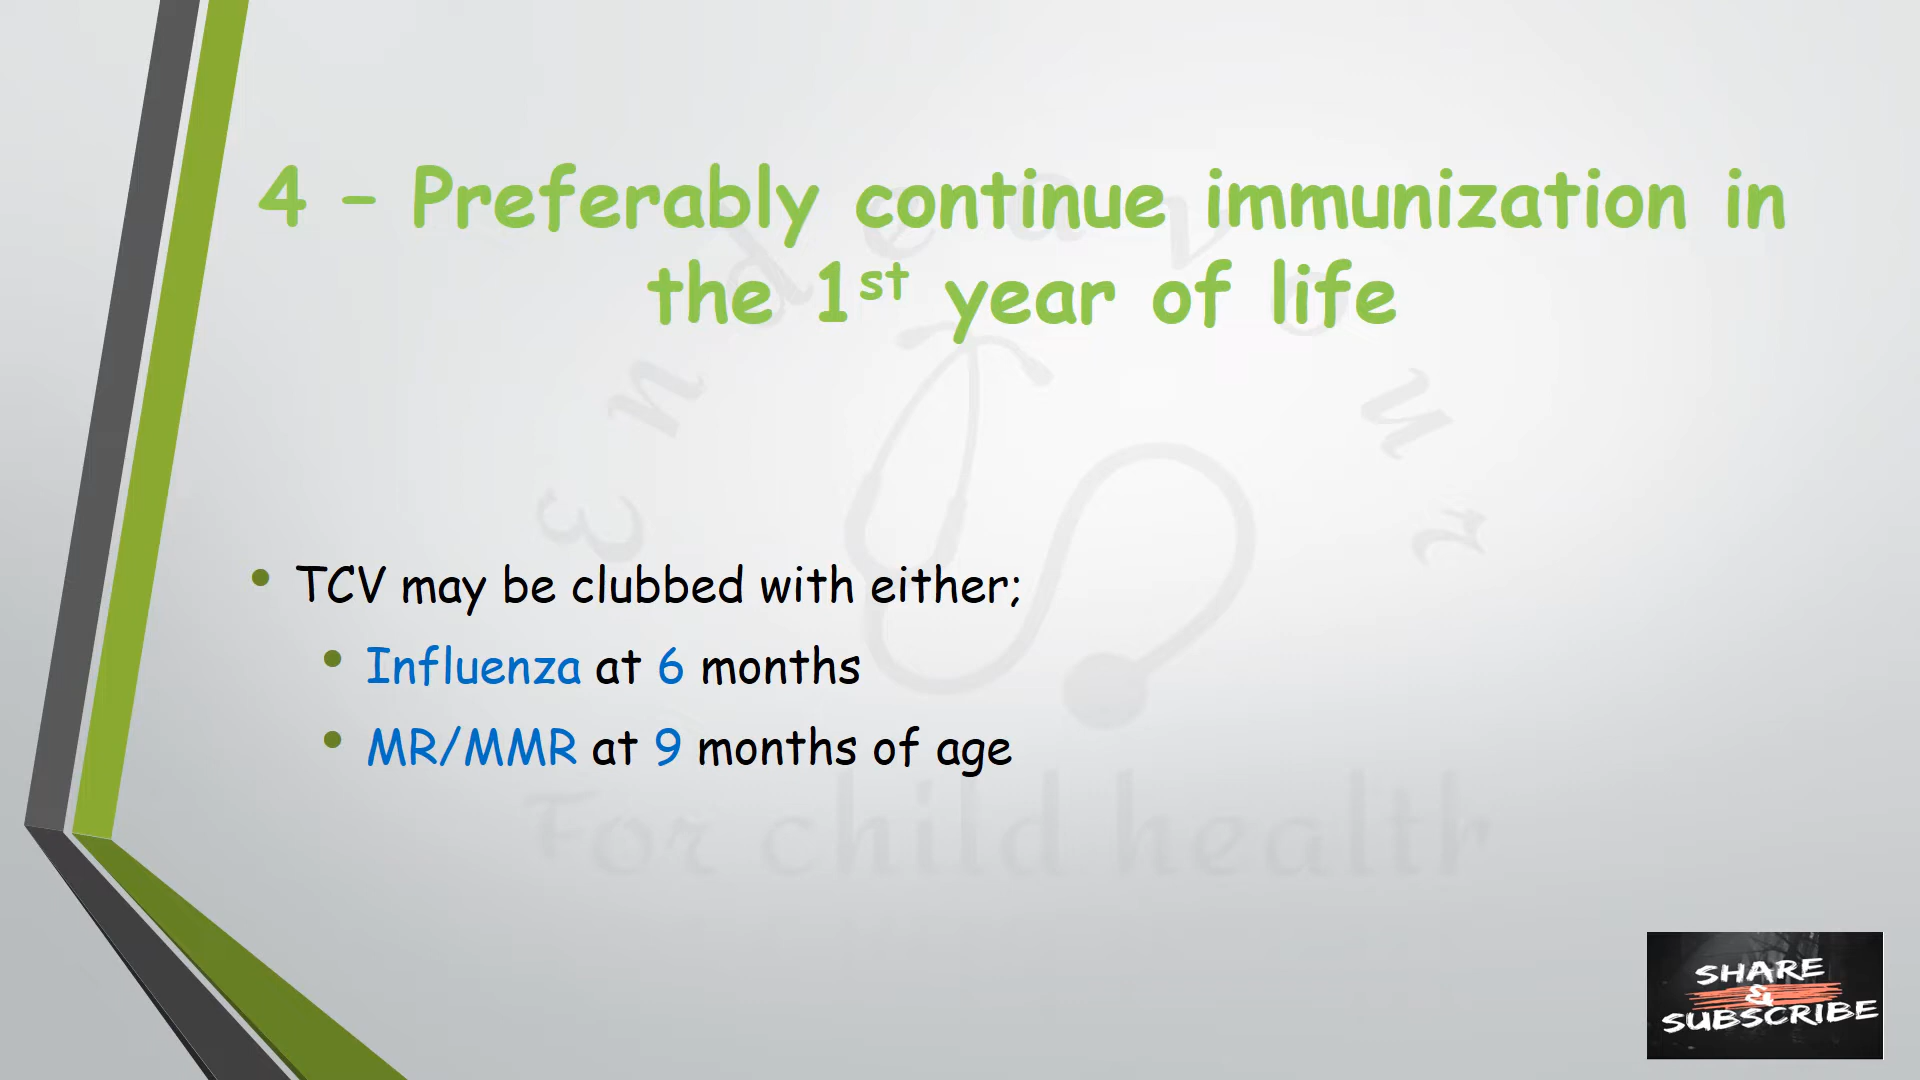 4 – Preferably continue immunization in
the 1st year of life
Endeavour
• TCV may be clubbed with either;
• Influenza at 6 months
• MR/MMR at 9 months of age
For child health
SHARE
&
SUBSCRIBE